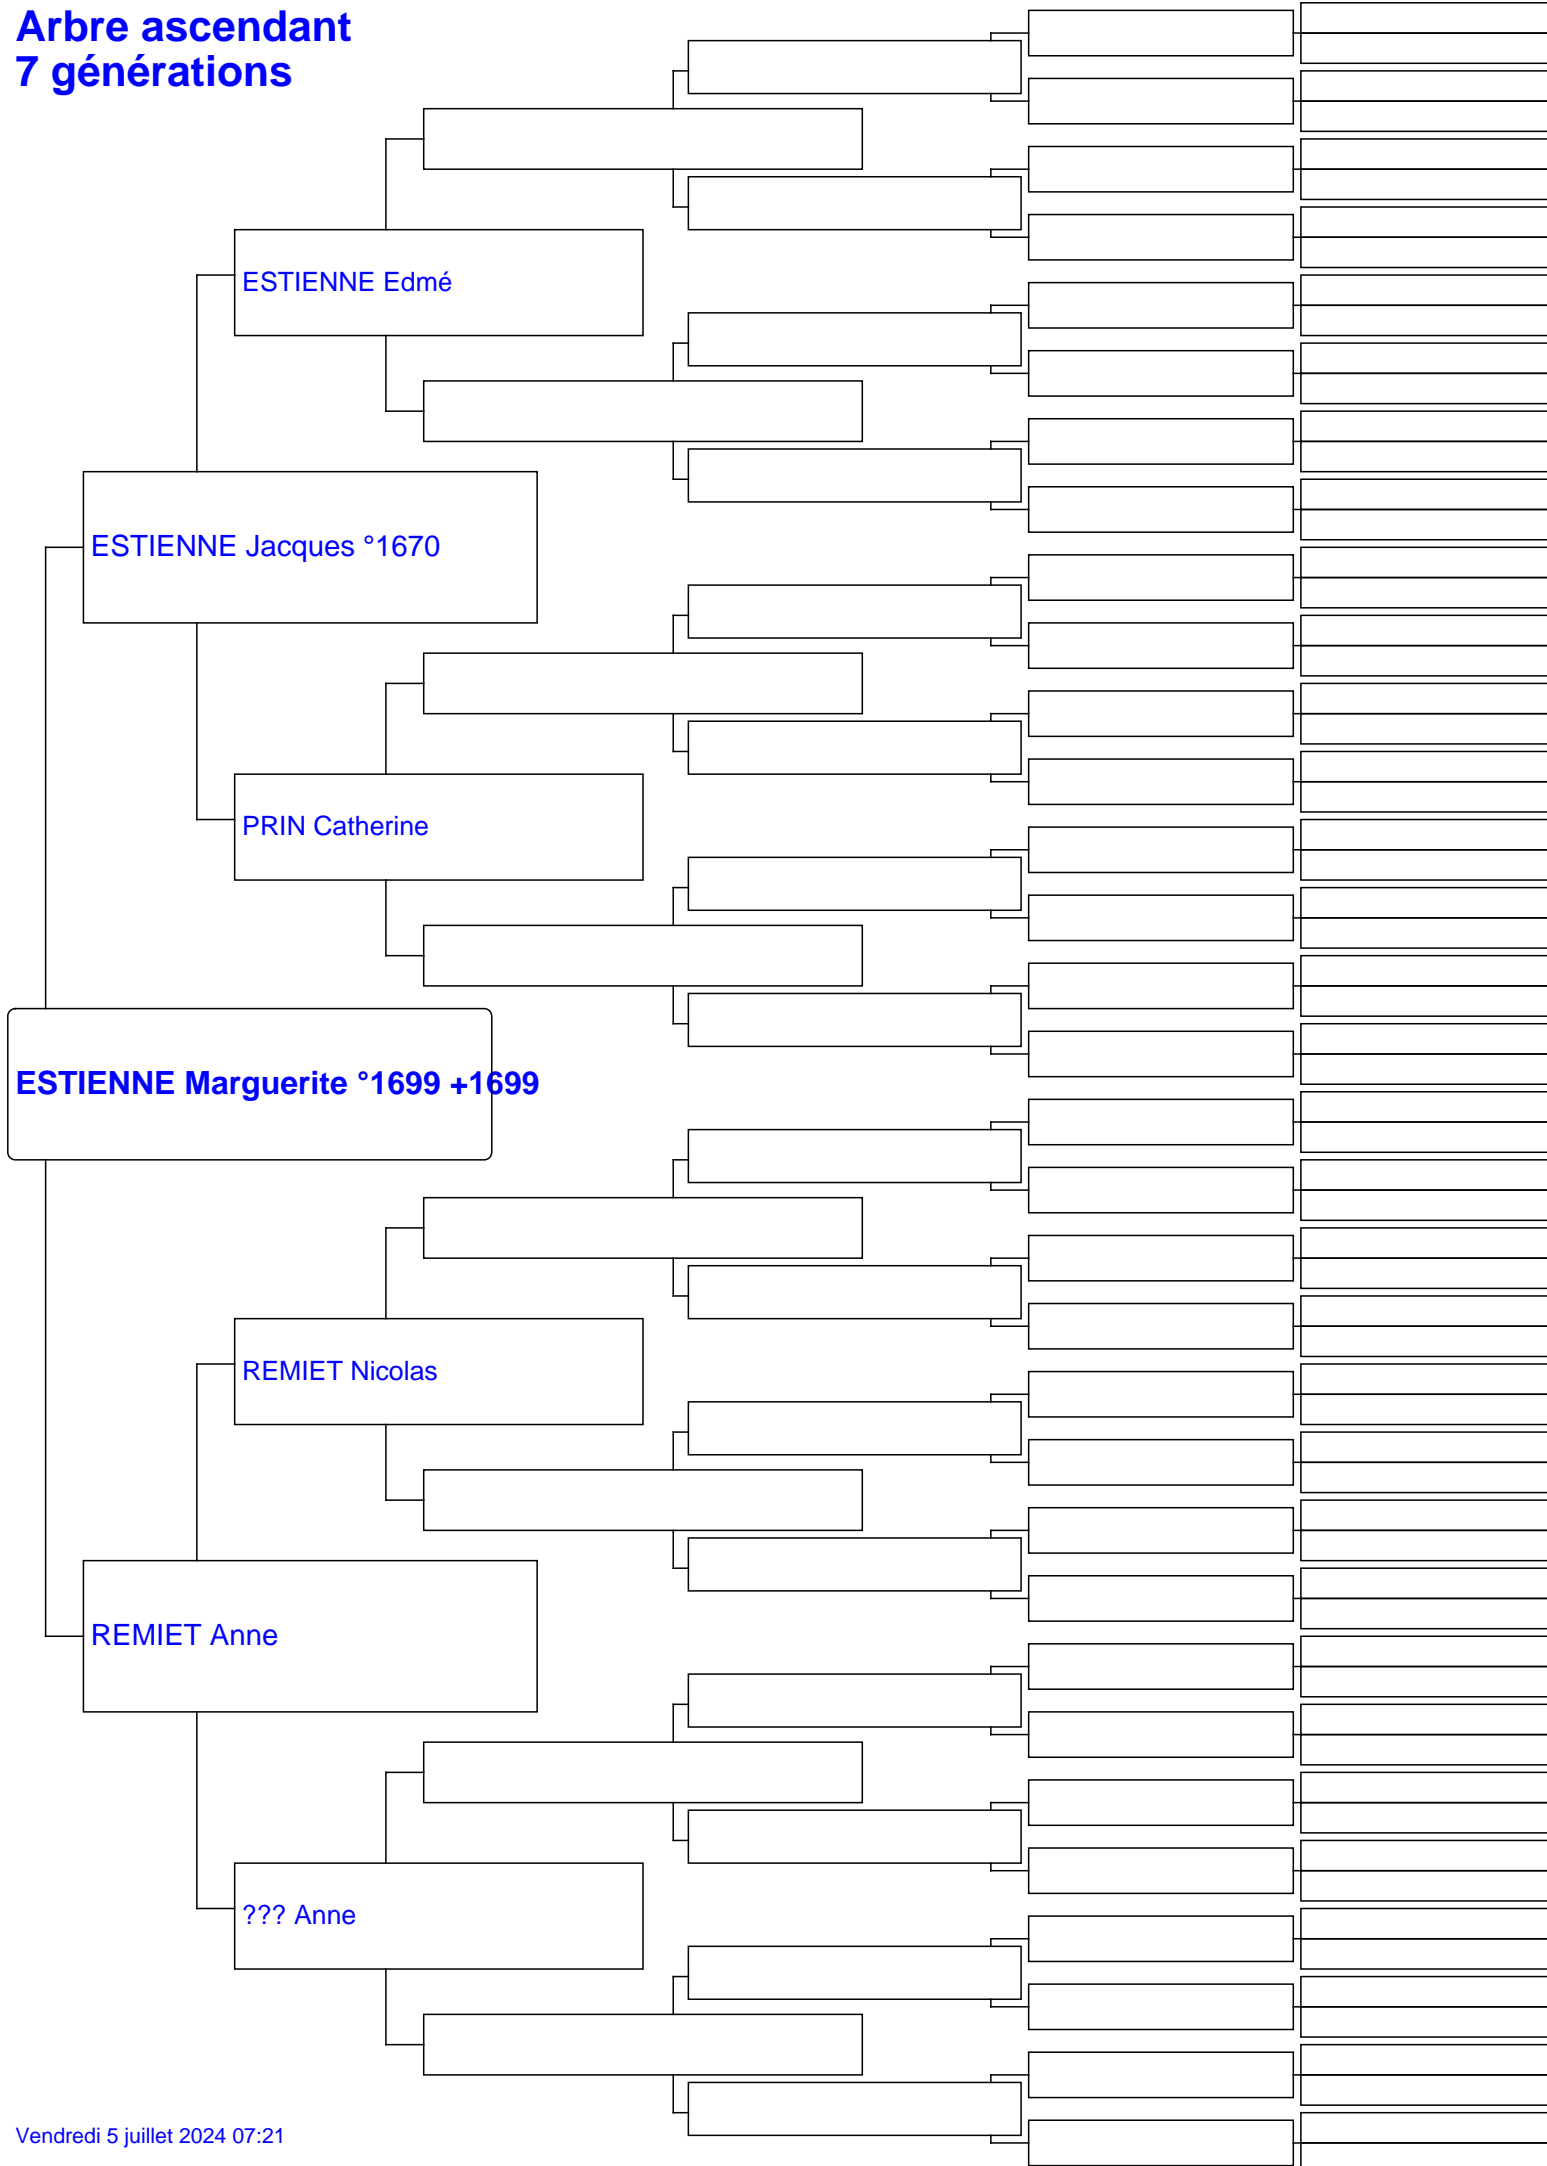 Arbre ascendant
7 générations
ESTIENNE Edmé
ESTIENNE Jacques °1670
PRIN Catherine
ESTIENNE Marguerite °1699 +1699
REMIET Nicolas
REMIET Anne
??? Anne
Vendredi 5 juillet 2024 07:21